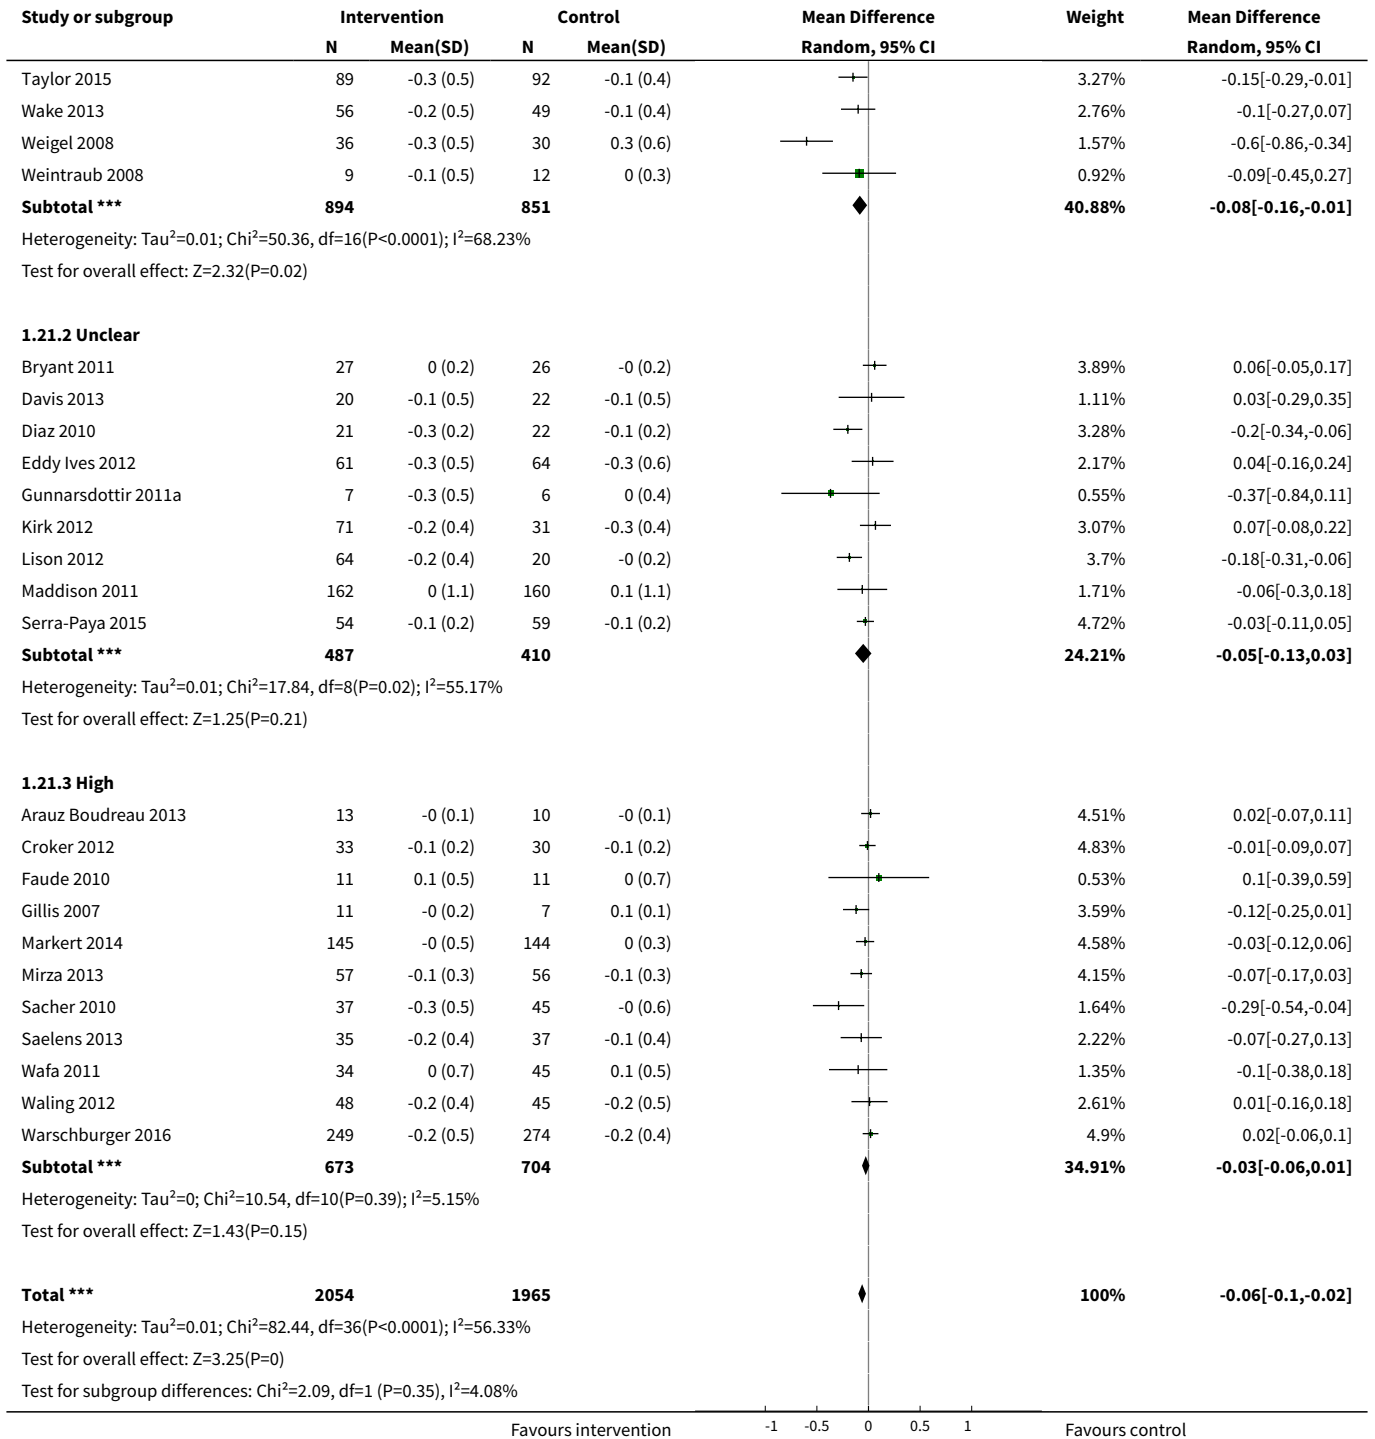 Study or subgroup Intervention Control Mean Difference Weight Mean Difference
N Mean(SD) N Mean(SD) Random, 95% CI Random, 95% CI
Taylor 2015 89 -0.3 (0.5) 92 -0.1 (0.4) 3.27% -0.15[-0.29,-0.01]
Wake 2013 56 -0.2 (0.5) 49 -0.1 (0.4) 2.76% -0.1[-0.27,0.07]
Weigel 2008 36 -0.3 (0.5) 30 0.3 (0.6) 1.57% -0.6[-0.86,-0.34]
Weintraub 2008 9 -0.1 (0.5) 12 0 (0.3) 0.92% -0.09[-0.45,0.27]
Subtotal *** 894 851 40.88% -0.08[-0.16,-0.01]
Heterogeneity: Tau²=0.01; Chi²=50.36, df=16(P<0.0001); I²=68.23%
Test for overall effect: Z=2.32(P=0.02)
1.21.2 Unclear
Bryant 2011 27 0 (0.2) 26 -0 (0.2) 3.89% 0.06[-0.05,0.17]
Davis 2013 20 -0.1 (0.5) 22 -0.1 (0.5) 1.11% 0.03[-0.29,0.35]
Diaz 2010 21 -0.3 (0.2) 22 -0.1 (0.2) 3.28% -0.2[-0.34,-0.06]
Eddy Ives 2012 61 -0.3 (0.5) 64 -0.3 (0.6) 2.17% 0.04[-0.16,0.24]
Gunnarsdottir 2011a 7 -0.3 (0.5) 6 0 (0.4) 0.55% -0.37[-0.84,0.11]
Kirk 2012 71 -0.2 (0.4) 31 -0.3 (0.4) 3.07% 0.07[-0.08,0.22]
Lison 2012 64 -0.2 (0.4) 20 -0 (0.2) 3.7% -0.18[-0.31,-0.06]
Maddison 2011 162 0 (1.1) 160 0.1 (1.1) 1.71% -0.06[-0.3,0.18]
Serra-Paya 2015 54 -0.1 (0.2) 59 -0.1 (0.2) 4.72% -0.03[-0.11,0.05]
Subtotal *** 487 410 24.21% -0.05[-0.13,0.03]
Heterogeneity: Tau²=0.01; Chi²=17.84, df=8(P=0.02); I²=55.17%
Test for overall effect: Z=1.25(P=0.21)
1.21.3 High
Arauz Boudreau 2013 13 -0 (0.1) 10 -0 (0.1) 4.51% 0.02[-0.07,0.11]
Croker 2012 33 -0.1 (0.2) 30 -0.1 (0.2) 4.83% -0.01[-0.09,0.07]
Faude 2010 11 0.1 (0.5) 11 0 (0.7) 0.53% 0.1[-0.39,0.59]
Gillis 2007 11 -0 (0.2) 7 0.1 (0.1) 3.59% -0.12[-0.25,0.01]
Markert 2014 145 -0 (0.5) 144 0 (0.3) 4.58% -0.03[-0.12,0.06]
Mirza 2013 57 -0.1 (0.3) 56 -0.1 (0.3) 4.15% -0.07[-0.17,0.03]
Sacher 2010 37 -0.3 (0.5) 45 -0 (0.6) 1.64% -0.29[-0.54,-0.04]
Saelens 2013 35 -0.2 (0.4) 37 -0.1 (0.4) 2.22% -0.07[-0.27,0.13]
Wafa 2011 34 0 (0.7) 45 0.1 (0.5) 1.35% -0.1[-0.38,0.18]
Waling 2012 48 -0.2 (0.4) 45 -0.2 (0.5) 2.61% 0.01[-0.16,0.18]
Warschburger 2016 249 -0.2 (0.5) 274 -0.2 (0.4) 4.9% 0.02[-0.06,0.1]
Subtotal *** 673 704 34.91% -0.03[-0.06,0.01]
Heterogeneity: Tau²=0; Chi²=10.54, df=10(P=0.39); I²=5.15%
Test for overall effect: Z=1.43(P=0.15)
Total *** 2054 1965 100% -0.06[-0.1,-0.02]
Heterogeneity: Tau²=0.01; Chi²=82.44, df=36(P<0.0001); I²=56.33%
Test for overall effect: Z=3.25(P=0)
Test for subgroup differences: Chi²=2.09, df=1 (P=0.35), I²=4.08%
Favours intervention -1 -0.5 0 0.5 1 Favours control